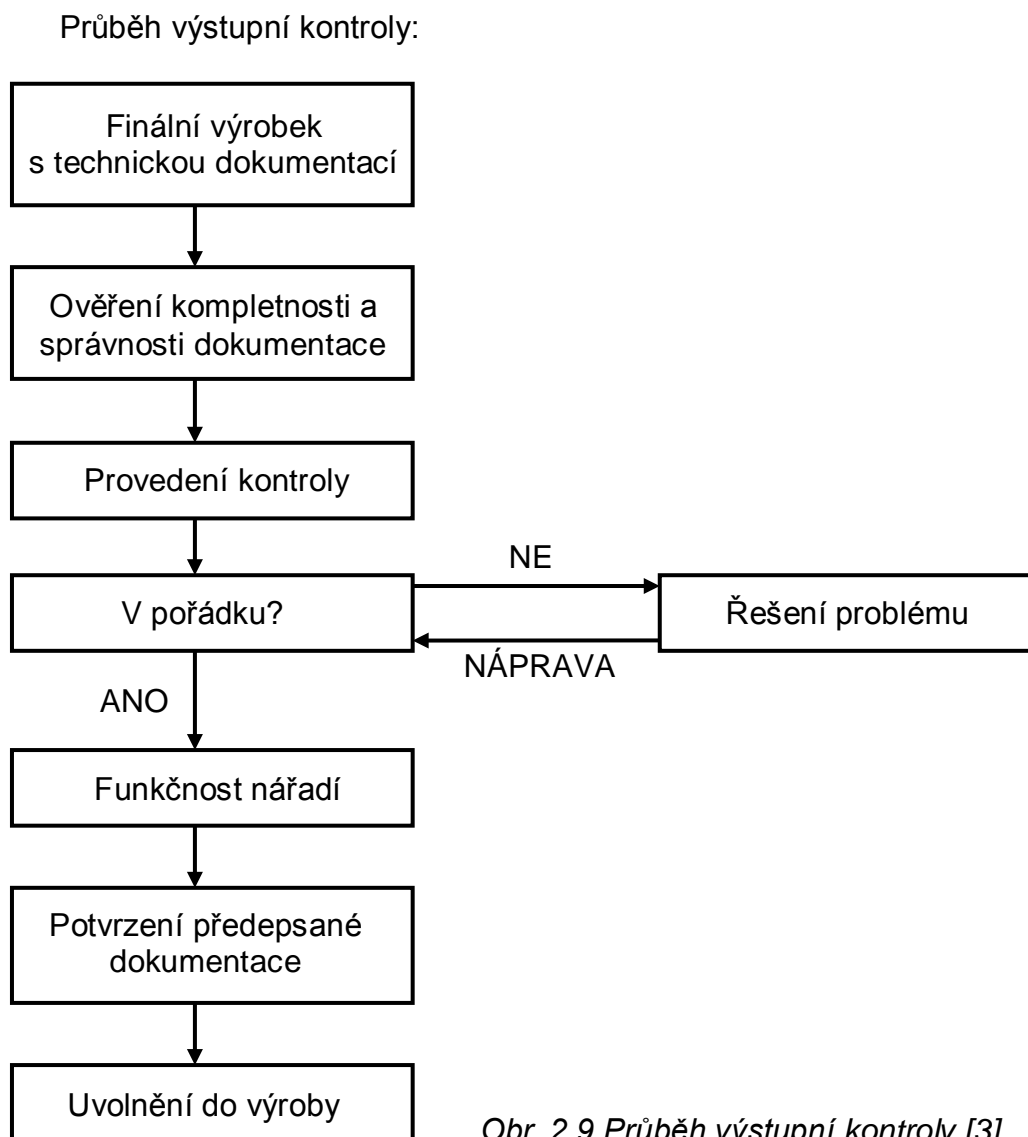 Průběh výstupní kontroly:
Finální výrobek
s technickou dokumentací
Ověření kompletnosti a
správnosti dokumentace
Provedení kontroly
NE
V pořádku?
Řešení problému
NÁPRAVA
ANO
Funkčnost nářadí
Potvrzení předepsané
dokumentace
Uvolnění do výroby
Obr. 2.9 Průběh výstupní kontroly [3]